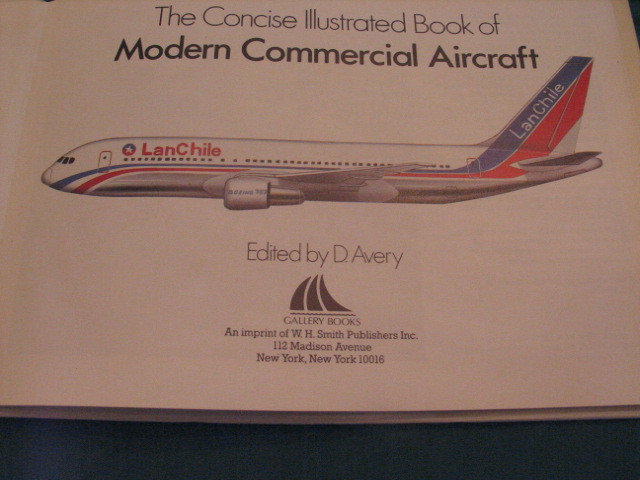 The Concise Illustrated Book of
Modern Commercial Aircraft
LanChile
LanChile
Edited by D. Avery
GALLERY BOOKS
An imprint of W. H. Smith Publishers Inc.
112 Madison Avenue
New York, New York 10016